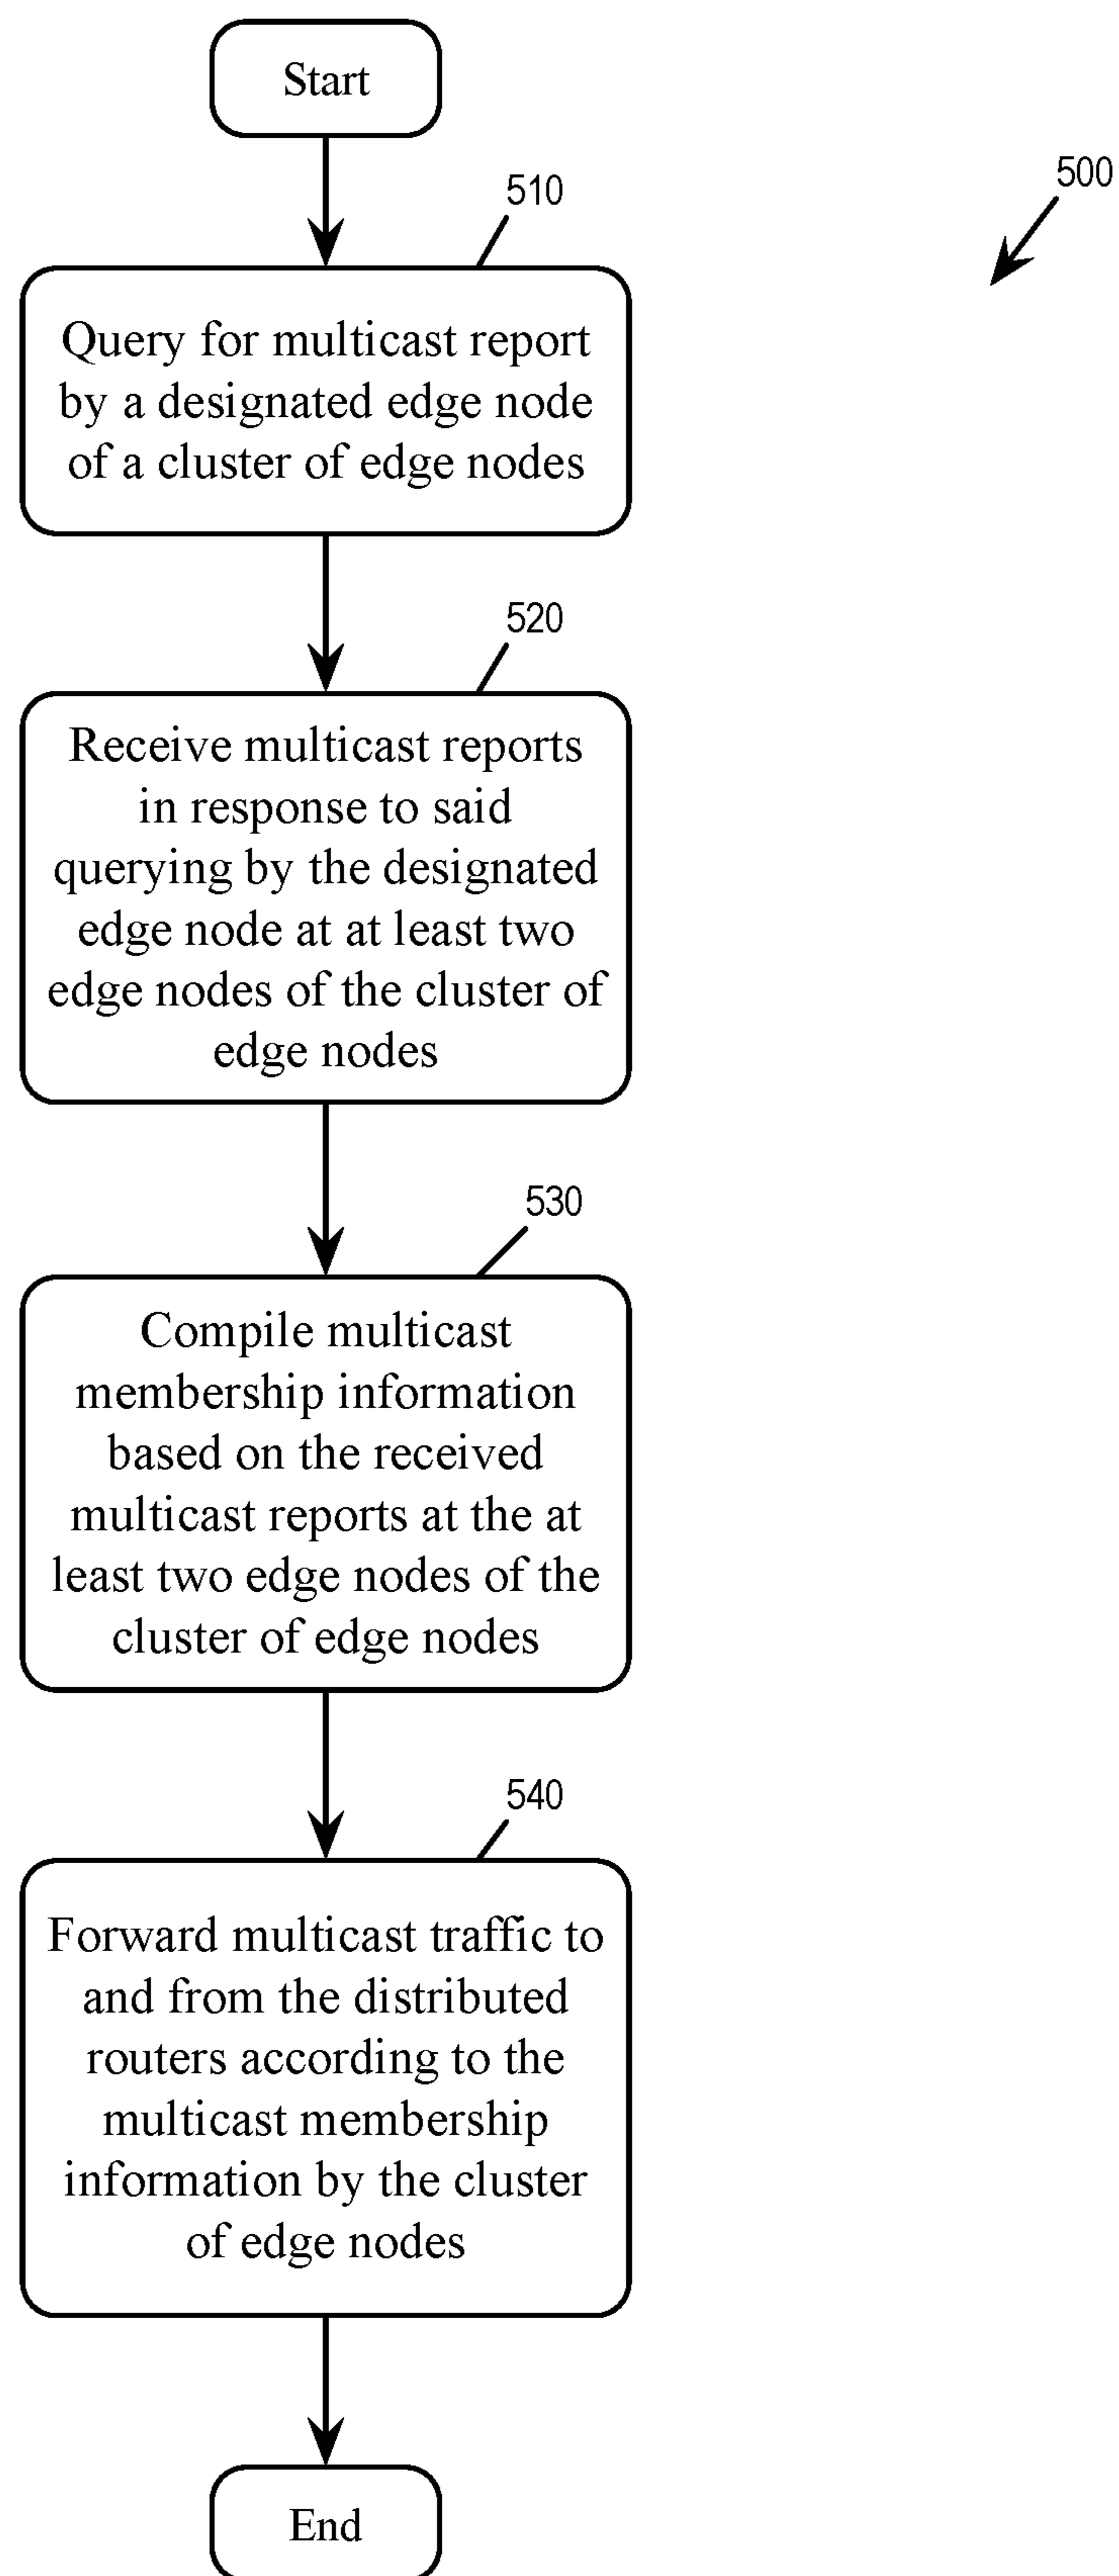 Start
510
500
Query for multicast report
by a designated edge node
of a cluster of edge nodes
520
Receive multicast reports
in response to said
querying by the designated
edge node at at least two
edge nodes of the cluster of
edge nodes
530
Compile multicast
membership information
based on the received
multicast reports at the at
least two edge nodes of the
cluster of edge nodes
540
Forward multicast traffic to
and from the distributed
routers according to the
multicast membership
information by the cluster
of edge nodes
End